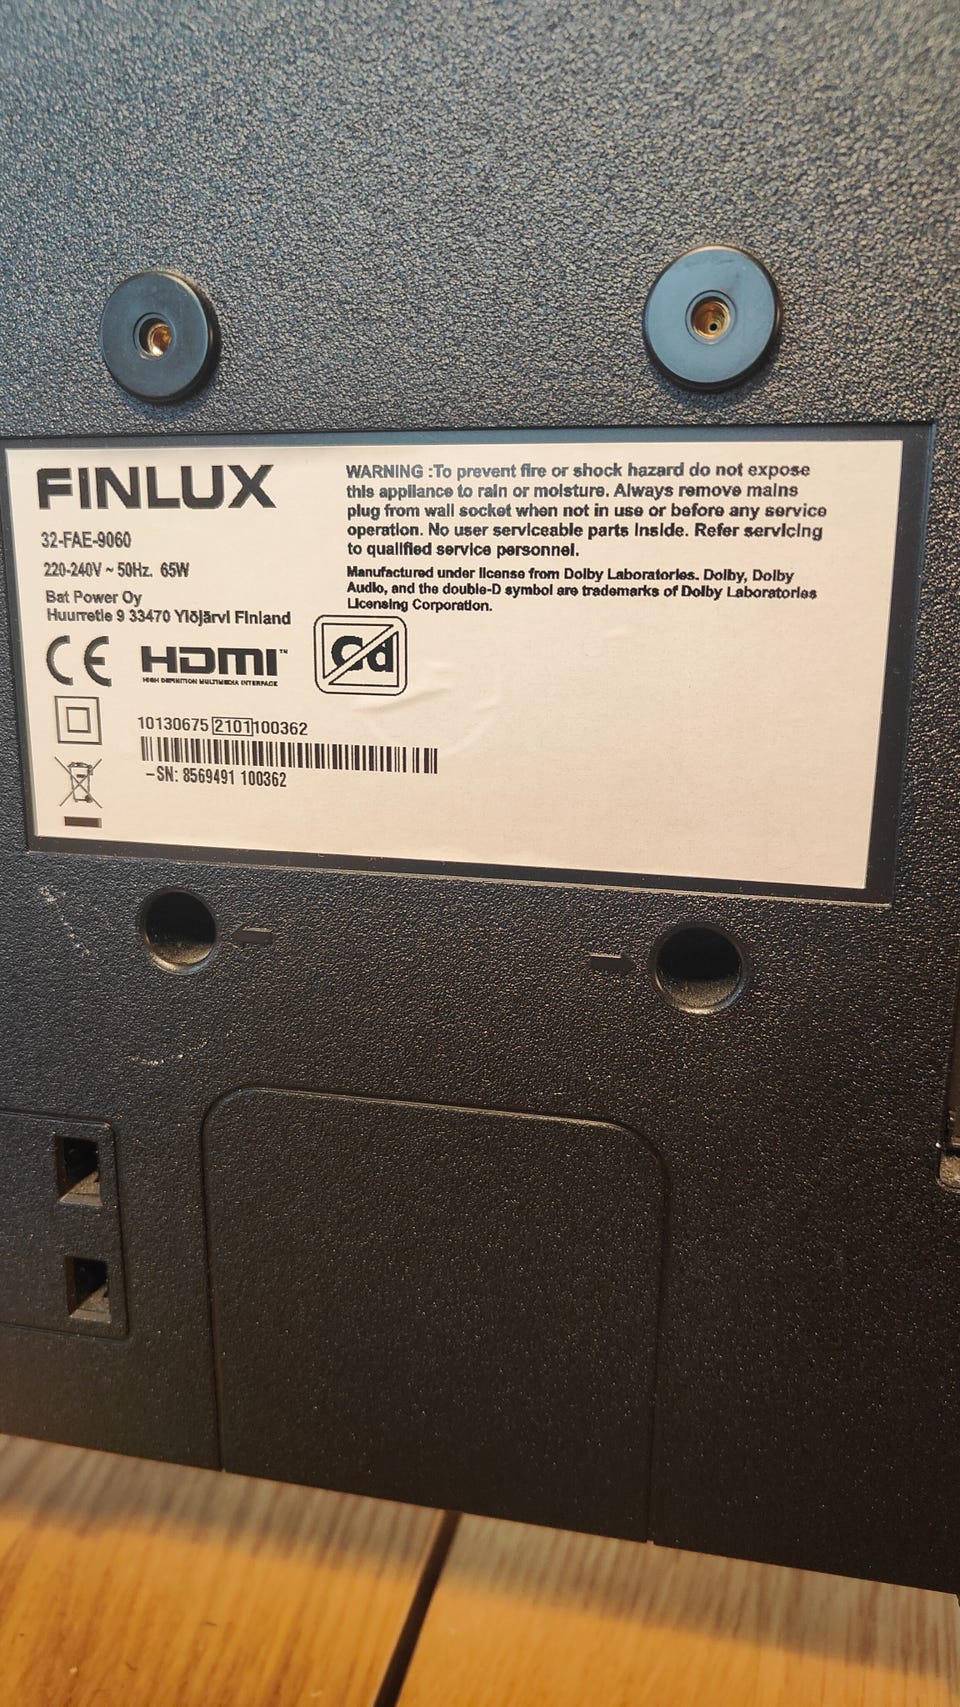 FINLUX
32-FAE-9060
220-240V ~ 50Hz. 65W
Bat Power Oy
Huurretie 9 33470 Ylöjärvi Finland
CE HDMI™ Cd
HIGH DEFINITION MULTIMEDIA INTERFACE
10130675 2101 100362
-SN: 8569491 100362
WARNING :To prevent fire or shock hazard do not expose
this appliance to rain or moisture. Always remove mains
plug from wall socket when not in use or before any service
operation. No user serviceable parts inside. Refer servicing
to qualified service personnel.
Manufactured under license from Dolby Laboratories. Dolby, Dolby
Audio, and the double-D symbol are trademarks of Dolby Laboratories
Licensing Corporation.